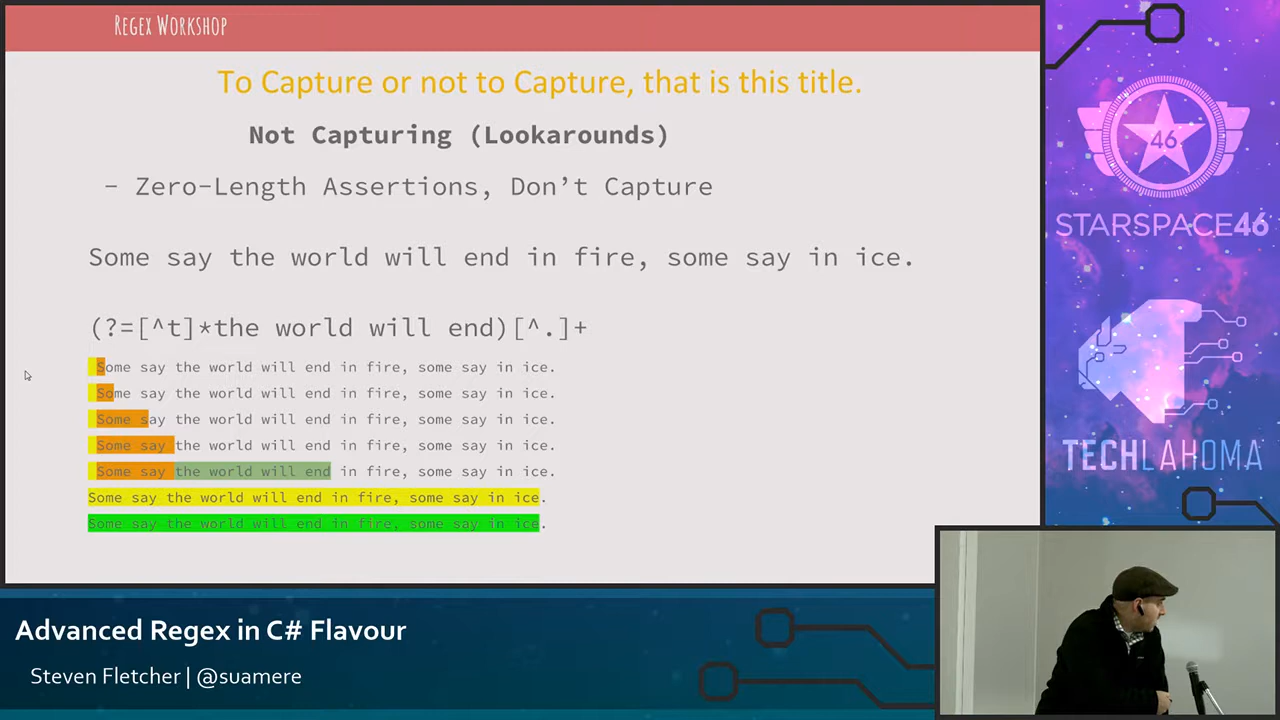 Regex Workshop
To Capture or not to Capture, that is this title.
Not Capturing (Lookarounds)
- Zero-Length Assertions, Don't Capture
Some say the world will end in fire, some say in ice.
(?=[^t]*the world will end)[^.]+
Some say the world will end in fire, some say in ice.
Some say the world will end in fire, some say in ice.
Some say the world will end in fire, some say in ice.
Some say the world will end in fire, some say in ice.
Some say the world will end in fire, some say in ice.
Some say the world will end in fire, some say in ice.
Some say the world will end in fire, some say in ice.
46
STARSPACE46
TECHLAHOMA
Advanced Regex in C# Flavour
Steven Fletcher | @suamere